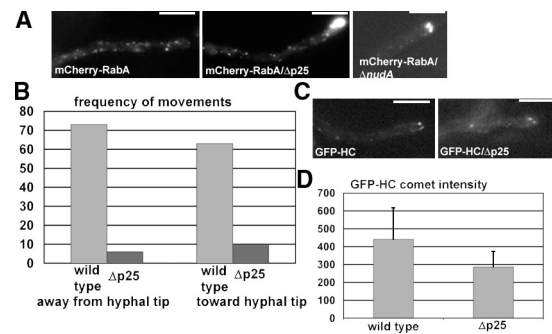 A
mCherry-RabA
mCherry-RabA/Δp25
mCherry-RabA/
ΔnudA
B
frequency of movements
80
70
60
50
40
30
20
10
0
wild type
Δp25
wild type
Δp25
away from hyphal tip
toward hyphal tip
C
GFP-HC
GFP-HC/Δp25
D
GFP-HC comet intensity
700
600
500
400
300
200
100
0
wild type
Δp25